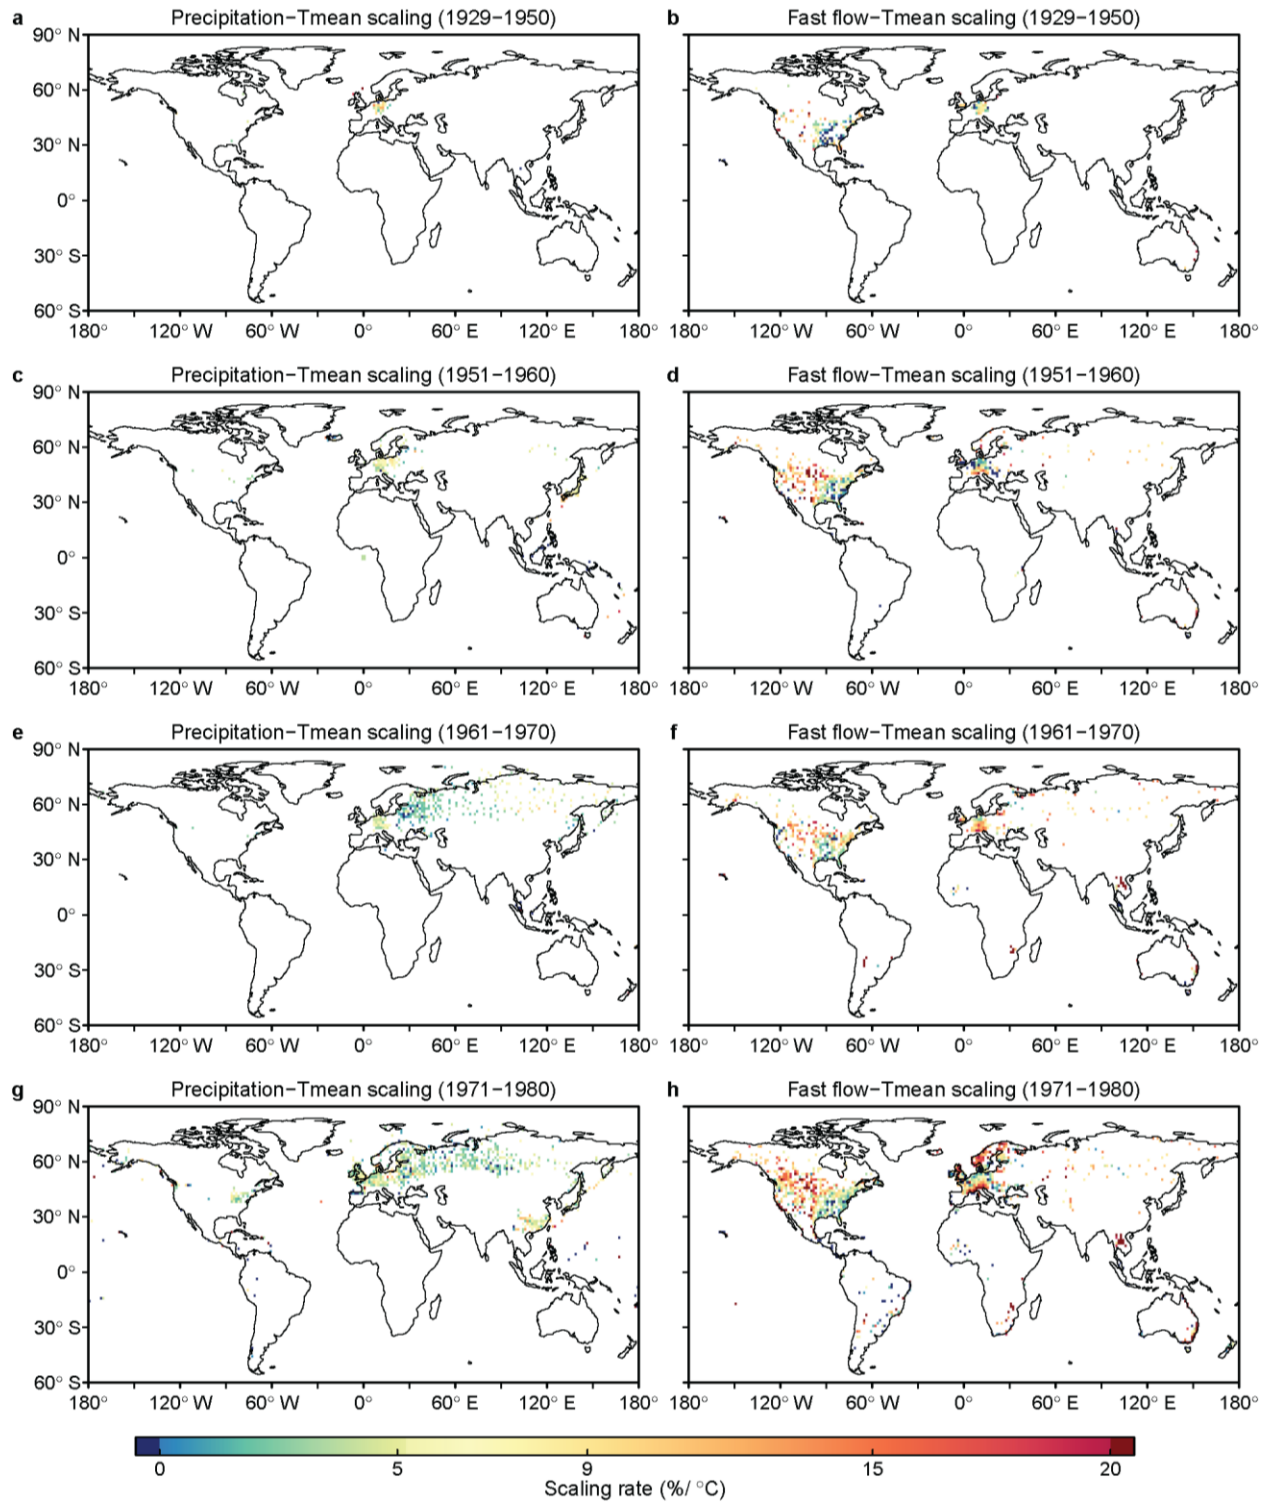 a Precipitation−Tmean scaling (1929−1950)
b Fast flow−Tmean scaling (1929−1950)
90° N
60° N
30° N
0°
30° S
60° S
180° 120° W 60° W 0° 60° E 120° E 180°
180° 120° W 60° W 0° 60° E 120° E 180°
c Precipitation−Tmean scaling (1951−1960)
d Fast flow−Tmean scaling (1951−1960)
90° N
60° N
30° N
0°
30° S
60° S
180° 120° W 60° W 0° 60° E 120° E 180°
180° 120° W 60° W 0° 60° E 120° E 180°
e Precipitation−Tmean scaling (1961−1970)
f Fast flow−Tmean scaling (1961−1970)
90° N
60° N
30° N
0°
30° S
60° S
180° 120° W 60° W 0° 60° E 120° E 180°
180° 120° W 60° W 0° 60° E 120° E 180°
g Precipitation−Tmean scaling (1971−1980)
h Fast flow−Tmean scaling (1971−1980)
90° N
60° N
30° N
0°
30° S
60° S
180° 120° W 60° W 0° 60° E 120° E 180°
180° 120° W 60° W 0° 60° E 120° E 180°
0 5 9 15 20
Scaling rate (%/ °C)